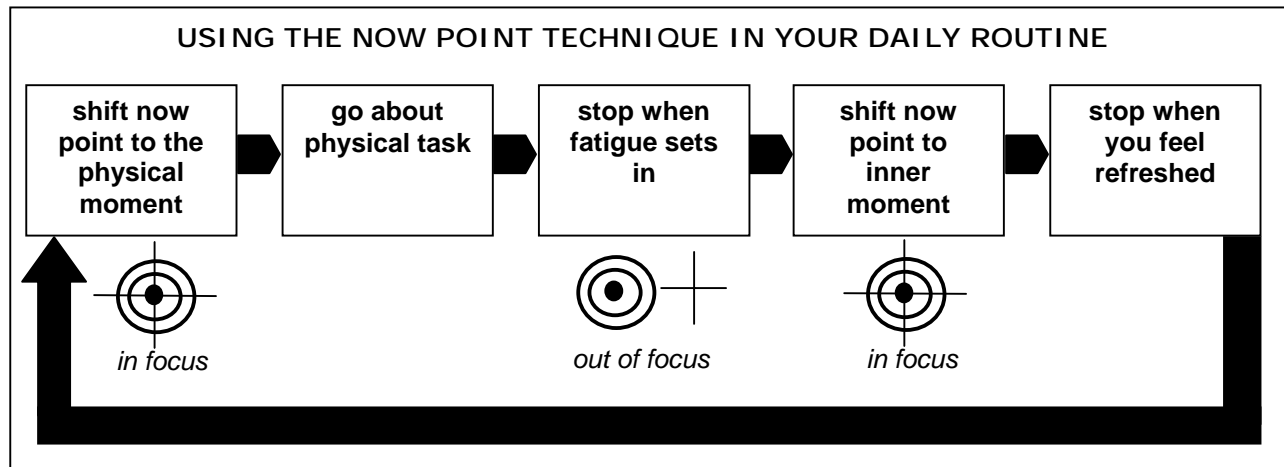 USING THE NOW POINT TECHNIQUE IN YOUR DAILY ROUTINE
shift now
point to the
physical
moment
go about
physical task
stop when
fatigue sets
in
shift now
point to
inner
moment
stop when
you feel
refreshed
in focus
out of focus
in focus